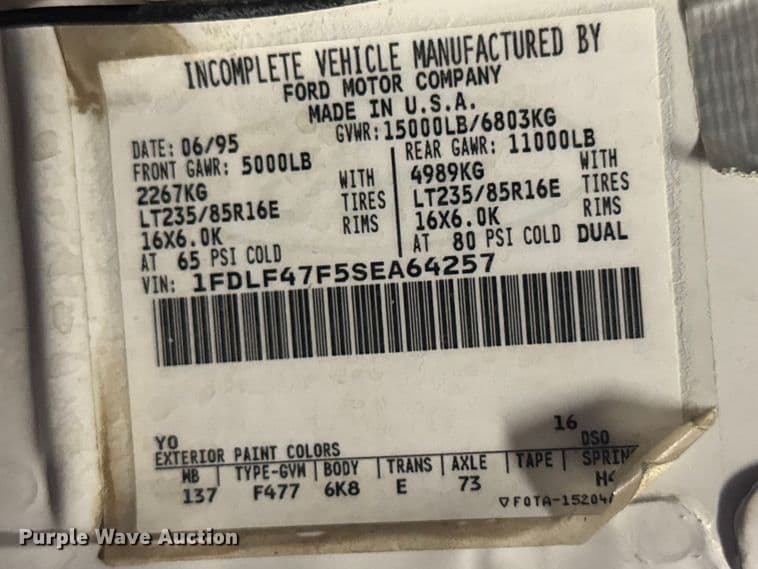 INCOMPLETE VEHICLE MANUFACTURED BY
FORD MOTOR COMPANY
MADE IN U.S.A.
DATE: 06/95 GVWR: 15000LB/6803KG
FRONT GAWR: 5000LB REAR GAWR: 11000LB
2267KG WITH 4989KG WITH
LT235/85R16E TIRES LT235/85R16E TIRES
16X6.0K RIMS 16X6.0K RIMS
AT 65 PSI COLD AT 80 PSI COLD DUAL
VIN: 1FDLF47F5SEA64257
YO 16
EXTERIOR PAINT COLORS DSO
WB TYPE-GVW BODY TRANS AXLE TAPE
137 F477 6K8 E 73
Purple Wave Auction